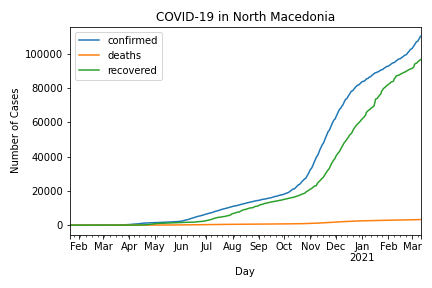 COVID-19 in North Macedonia
confirmed
deaths
recovered
Number of Cases
100000
80000
60000
40000
20000
0
Feb Mar Apr May Jun Jul Aug Sep Oct Nov Dec Jan Feb Mar
2021
Day